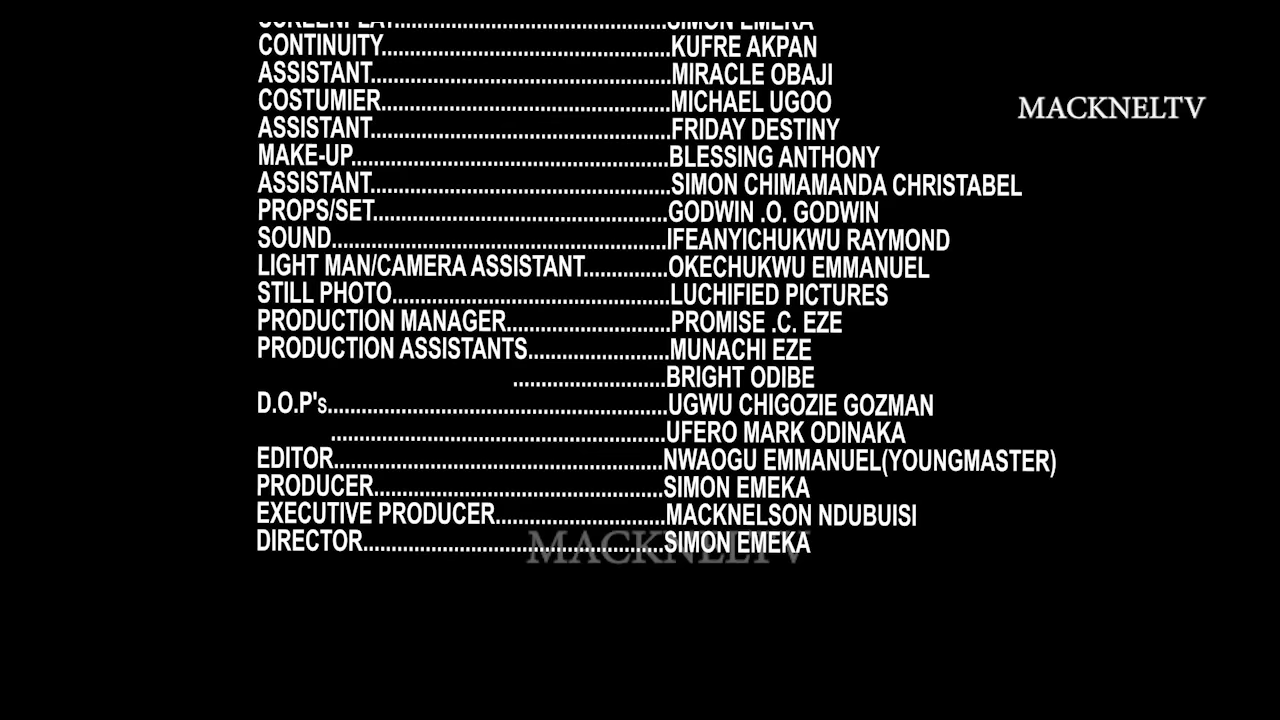 SCREENPLAY..............................................SIMON EMEKA
CONTINUITY..................................................KUFRE AKPAN
ASSISTANT....................................................MIRACLE OBAJI
COSTUMIER..................................................MICHAEL UGOO
MACKNELTV
ASSISTANT....................................................FRIDAY DESTINY
MAKE-UP.......................................................BLESSING ANTHONY
ASSISTANT....................................................SIMON CHIMAMANDA CHRISTABEL
PROPS/SET...................................................GODWIN .O. GODWIN
SOUND..........................................................IFEANYICHUKWU RAYMOND
LIGHT MAN/CAMERA ASSISTANT..............OKECHUKWU EMMANUEL
STILL PHOTO................................................LUCHIFIED PICTURES
PRODUCTION MANAGER............................PROMISE .C. EZE
PRODUCTION ASSISTANTS........................MUNACHI EZE
..........................BRIGHT ODIBE
D.O.P's..........................................................UGWU CHIGOZIE GOZMAN
.........................................................UFERO MARK ODINAKA
EDITOR.........................................................NWAOGU EMMANUEL(YOUNGMASTER)
PRODUCER..................................................SIMON EMEKA
EXECUTIVE PRODUCER.............................MACKNELSON NDUBUISI
DIRECTOR....................................................SIMON EMEKA
MACKNELTV